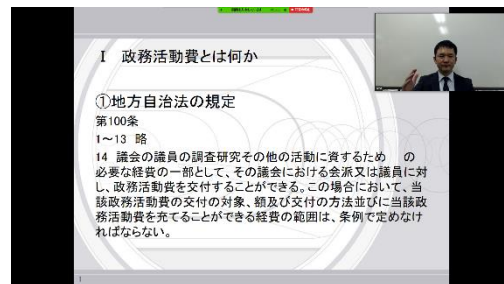 Ⅰ 政務活動費とは何か
①地方自治法の規定
第100条
1～13 略
14 議会の議員の調査研究その他の活動に資するため の
必要な経費の一部として、その議会における会派又は議員に対
し、政務活動費を交付することができる。この場合において、当
該政務活動費の交付の対象、額及び交付の方法並びに当該政
務活動費を充てることができる経費の範囲は、条例で定めなけ
ればならない。
1